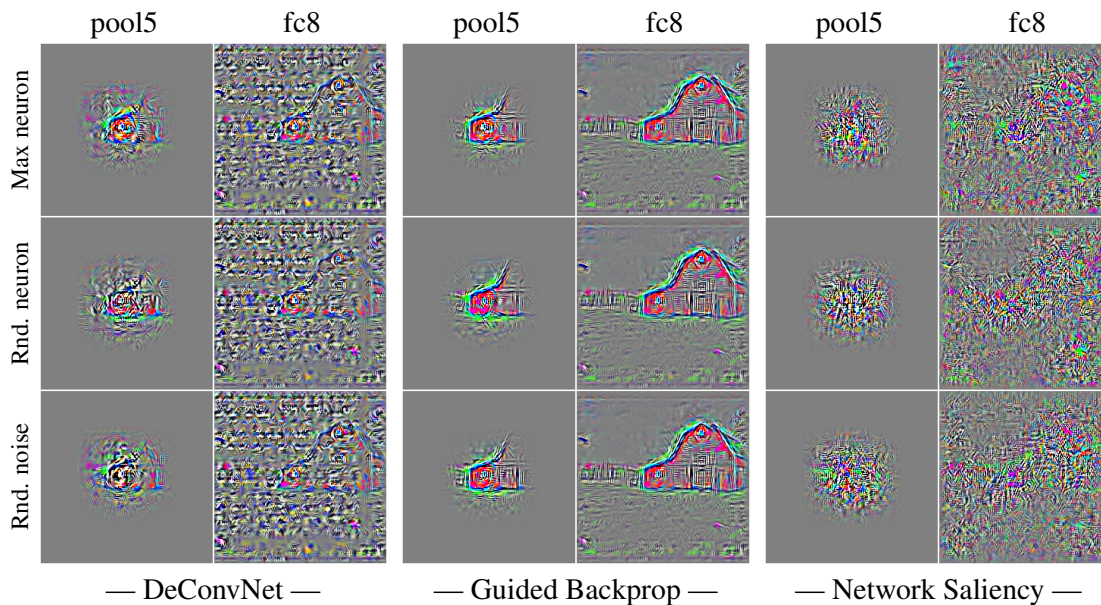 pool5 fc8 pool5 fc8 pool5 fc8
Max neuron
Rnd. neuron
Rnd. noise
— DeConvNet — — Guided Backprop — — Network Saliency —